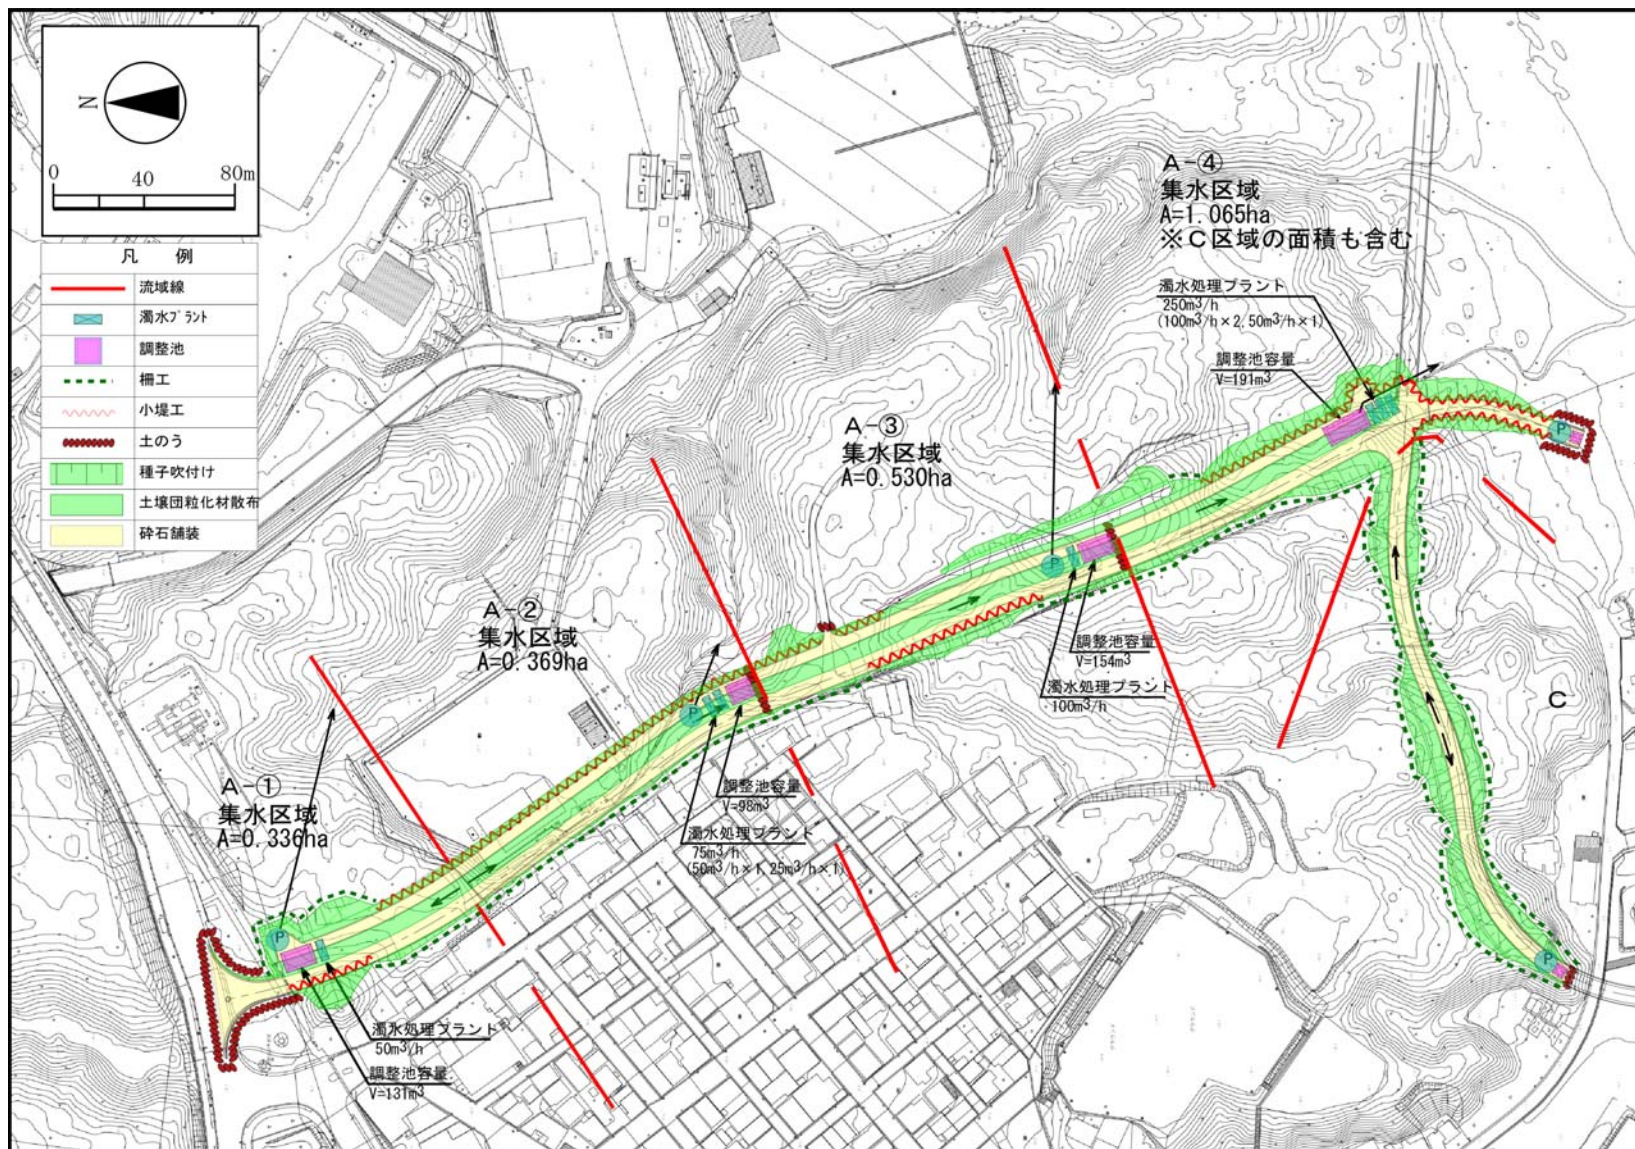 N
0 40 80m
凡 例
流域線
濁水ﾌﾟﾗﾝﾄ
調整池
柵工
小堤工
土のう
種子吹付け
土壌団粒化材散布
砕石舗装
A-④
集水区域
A=1.065ha
※C区域の面積も含む
濁水処理プラント
250m³/h
(100m³/h×2,50m³/h×1)
調整池容量
V=191m³
A-③
集水区域
A=0.530ha
P
P
調整池容量
V=154m³
濁水処理プラント
100m³/h
A-②
集水区域
A=0.369ha
P
調整池容量
V=98m³
濁水処理プラント
75m³/h
(50m³/h×1,25m³/h×1)
C
A-①
集水区域
A=0.336ha
P
P
濁水処理プラント
50m³/h
調整池容量
V=131m³